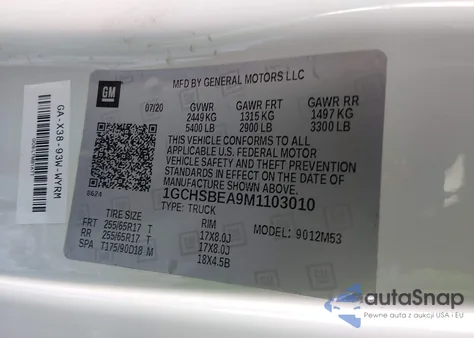 GM
MFD BY GENERAL MOTORS LLC
07/20 GVWR GAWR FRT GAWR RR
2449 KG 1315 KG 1497 KG
5400 LB 2900 LB 3300 LB
THIS VEHICLE CONFORMS TO ALL
APPLICABLE U.S. FEDERAL MOTOR
VEHICLE SAFETY AND THEFT PREVENTION
STANDARDS IN EFFECT ON THE DATE OF
MANUFACTURE SHOWN ABOVE.
8624
1GCHSBEA9M1103010
TYPE: TRUCK
TIRE SIZE RIM MODEL: 9012M53
FRT 255/65R17 T 17X8.0J
RR 255/65R17 T 17X8.0J
SPA T175/90D18 M 18X4.5B
GA-X38-93W-WYRM
autoSnap
Pewne auta z aukcji USA i EU